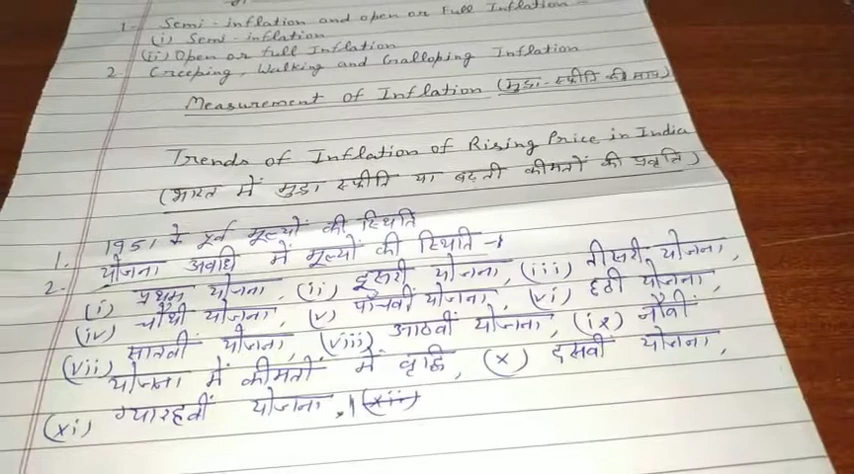 1. Semi-inflation and open or Full Inflation -
(i) Semi-inflation
(ii) Open or full Inflation
2. Creeping, Walking and Galloping Inflation
Measurement of Inflation (मुद्रा-स्फीति की माप)
Trends of Inflation of Rising Price in India
(भारत में मुद्रा स्फीति या बढ़ती कीमतों की प्रवृति)
1. 1951 के पूर्व मूल्यों की स्थिति
2. योजना अवधि में मूल्यों की स्थिति →
(i) प्रथम योजना, (ii) दूसरी योजना, (iii) तीसरी योजना,
(iv) चौथी योजना, (v) पाँचवीं योजना, (vi) छठी योजना,
(vii) सातवीं योजना, (viii) आठवीं योजना, (ix) नौवीं
योजना में कीमतों में वृद्धि, (x) दसवीं योजना,
(xi) ग्यारहवीं योजना, । (xii)